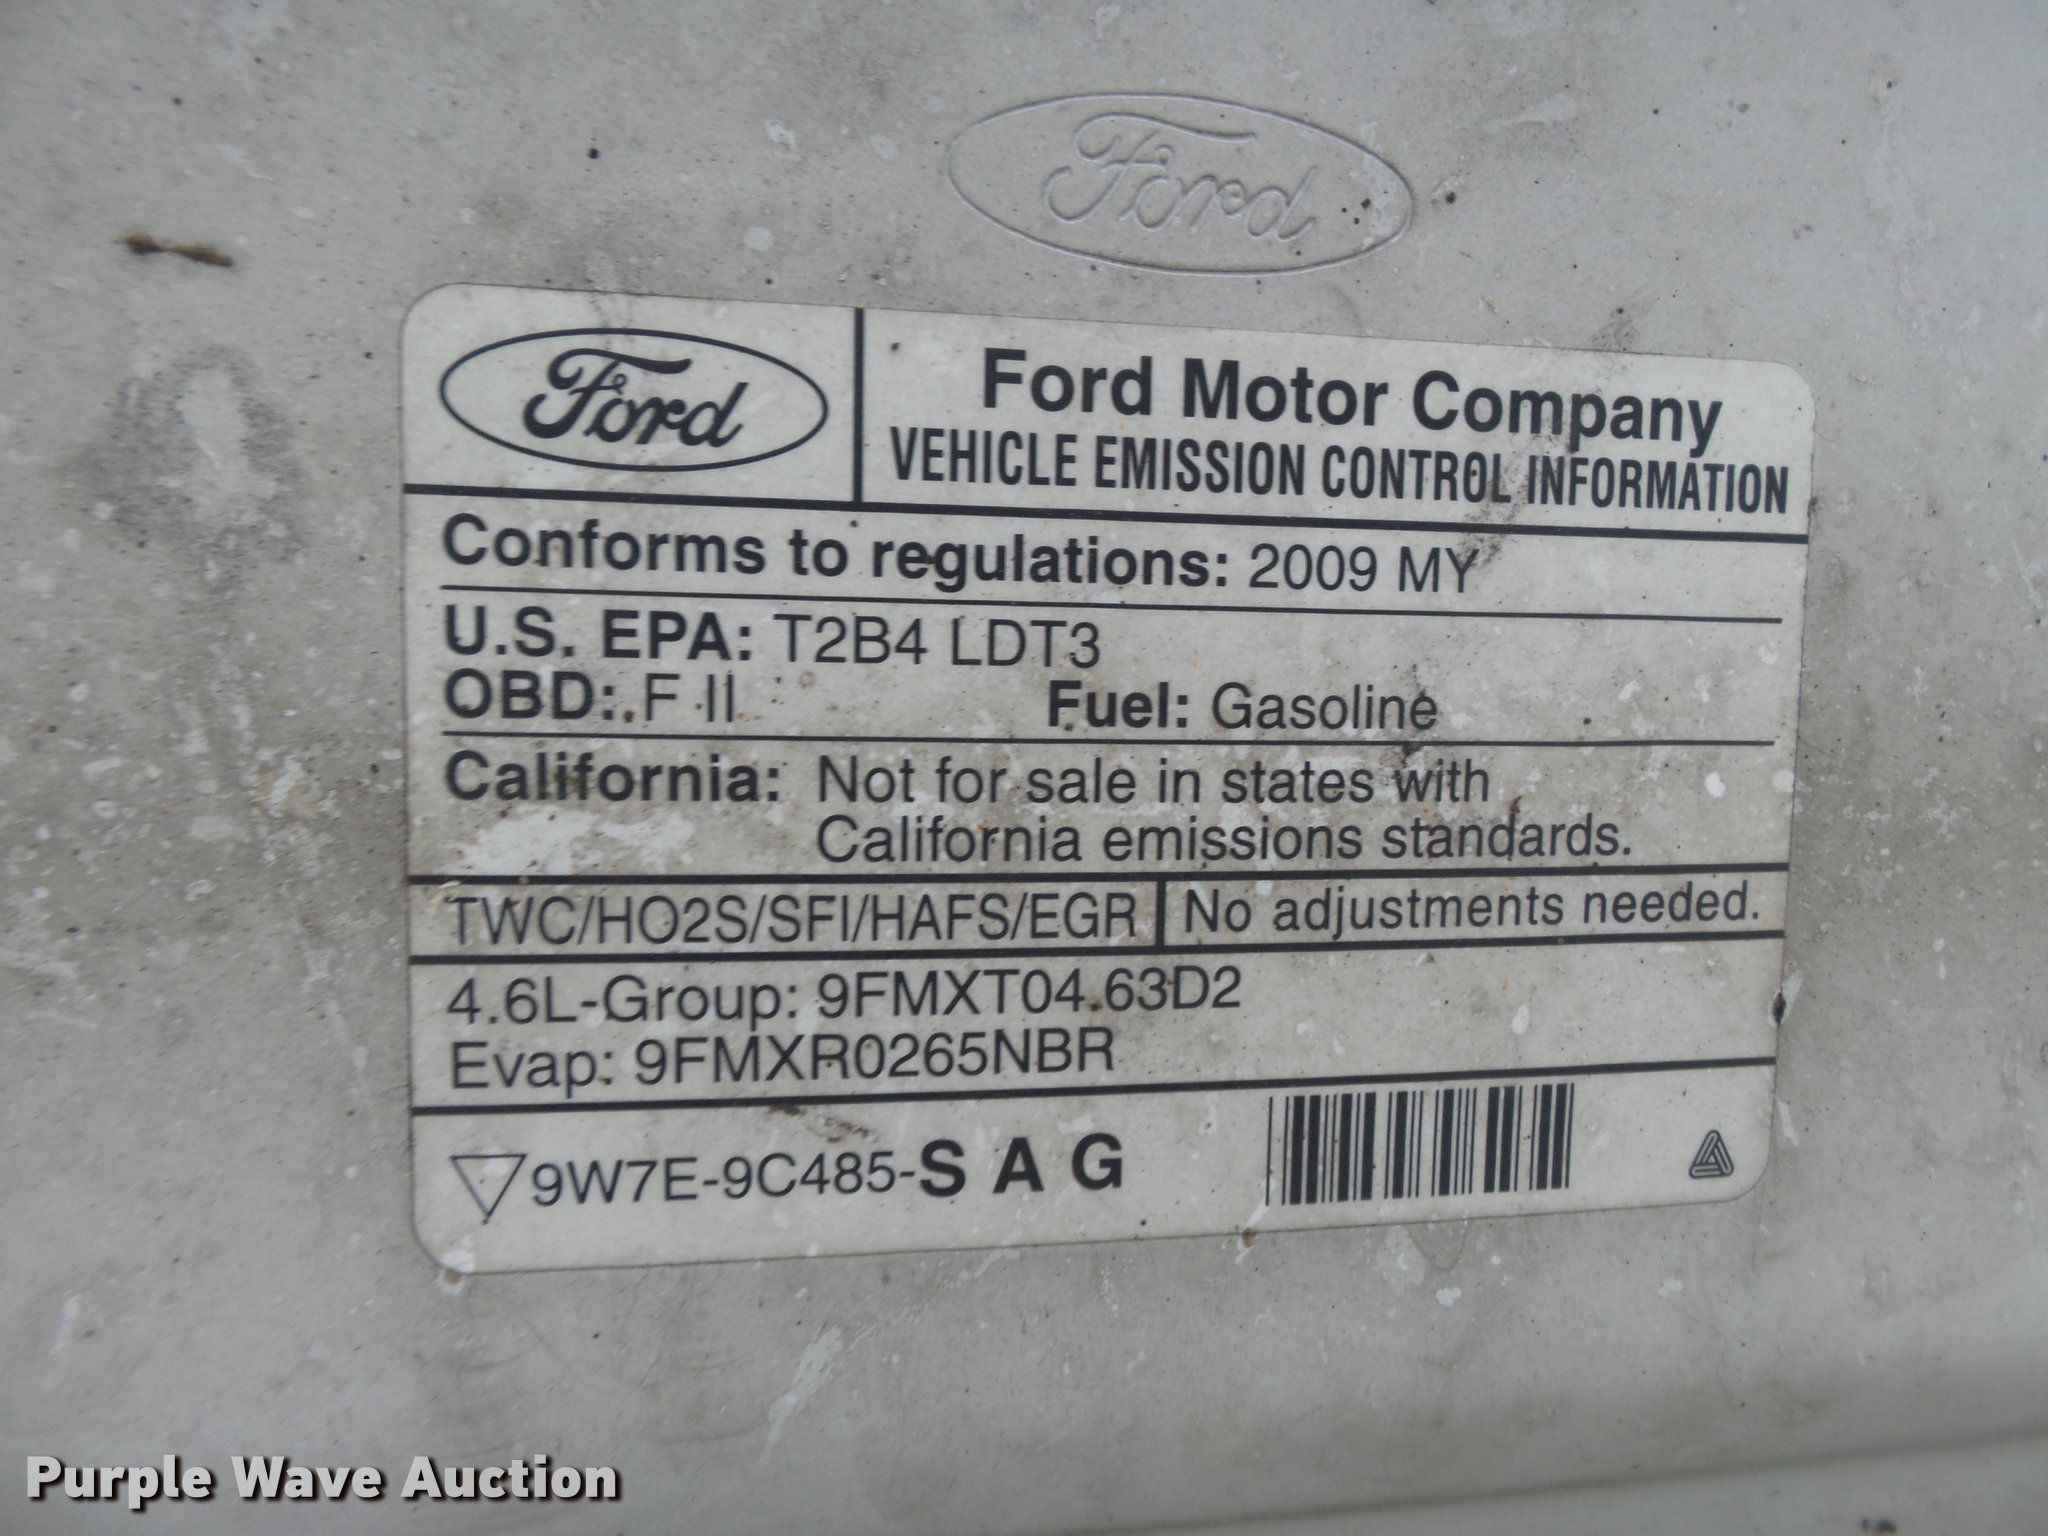 Ford
Ford
Ford Motor Company
VEHICLE EMISSION CONTROL INFORMATION
Conforms to regulations: 2009 MY
U.S. EPA: T2B4 LDT3
OBD: F II Fuel: Gasoline
California: Not for sale in states with
California emissions standards.
TWC/HO2S/SFI/HAFS/EGR No adjustments needed.
4.6L-Group: 9FMXT04.63D2
Evap: 9FMXR0265NBR
9W7E-9C485-S A G
Purple Wave Auction